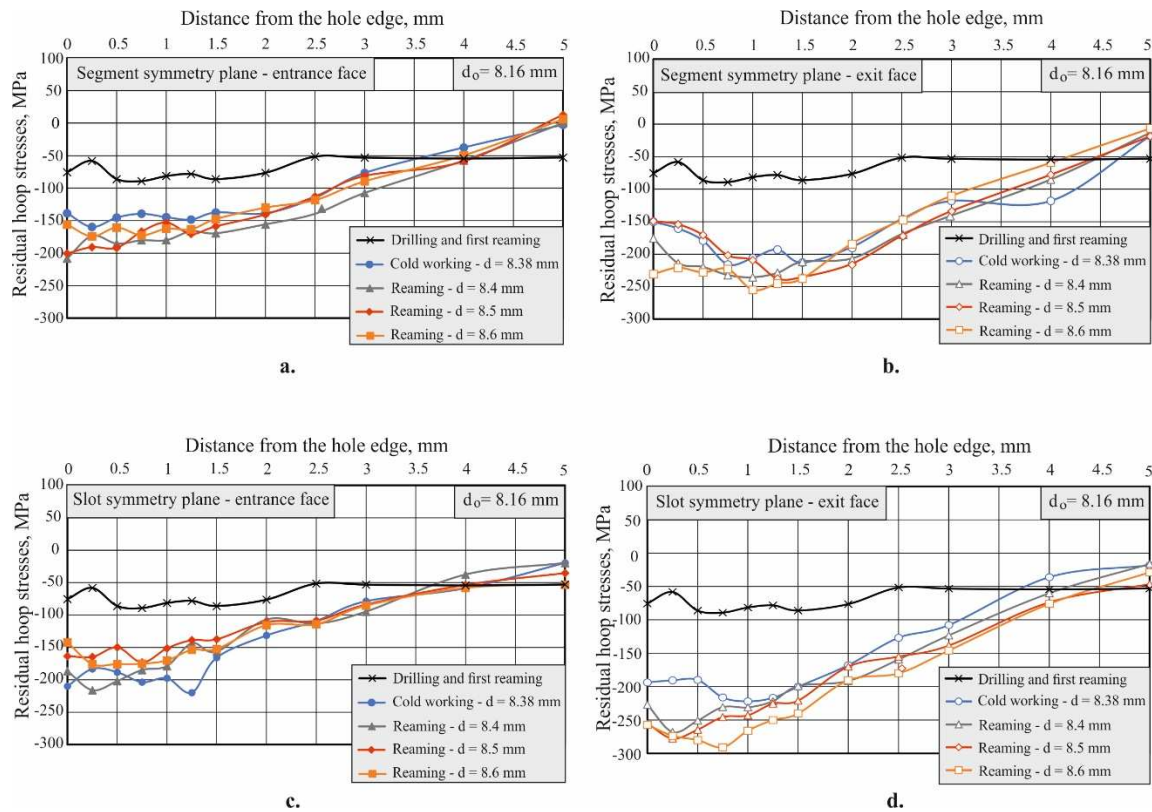 Distance from the hole edge, mm
0 0.5 1 1.5 2 2.5 3 3.5 4 4.5 5
100
50
0
-50
-100
-150
-200
-250
-300
Residual hoop stresses, MPa
Segment symmetry plane - entrance face
dₒ= 8.16 mm
Drilling and first reaming
Cold working - d = 8.38 mm
Reaming - d = 8.4 mm
Reaming - d = 8.5 mm
Reaming - d = 8.6 mm
a.
Distance from the hole edge, mm
0 0.5 1 1.5 2 2.5 3 3.5 4 4.5 5
100
50
0
-50
-100
-150
-200
-250
-300
Residual hoop stresses, MPa
Segment symmetry plane - exit face
dₒ= 8.16 mm
Drilling and first reaming
Cold working - d = 8.38 mm
Reaming - d = 8.4 mm
Reaming - d = 8.5 mm
Reaming - d = 8.6 mm
b.
Distance from the hole edge, mm
0 0.5 1 1.5 2 2.5 3 3.5 4 4.5 5
100
50
0
-50
-100
-150
-200
-250
-300
Residual hoop stresses, MPa
Slot symmetry plane - entrance face
dₒ= 8.16 mm
Drilling and first reaming
Cold working - d = 8.38 mm
Reaming - d = 8.4 mm
Reaming - d = 8.5 mm
Reaming - d = 8.6 mm
c.
Distance from the hole edge, mm
0 0.5 1 1.5 2 2.5 3 3.5 4 4.5 5
100
50
0
-50
-100
-150
-200
-250
-300
Residual hoop stresses, MPa
Slot symmetry plane - exit face
dₒ= 8.16 mm
Drilling and first reaming
Cold working - d = 8.38 mm
Reaming - d = 8.4 mm
Reaming - d = 8.5 mm
Reaming - d = 8.6 mm
d.